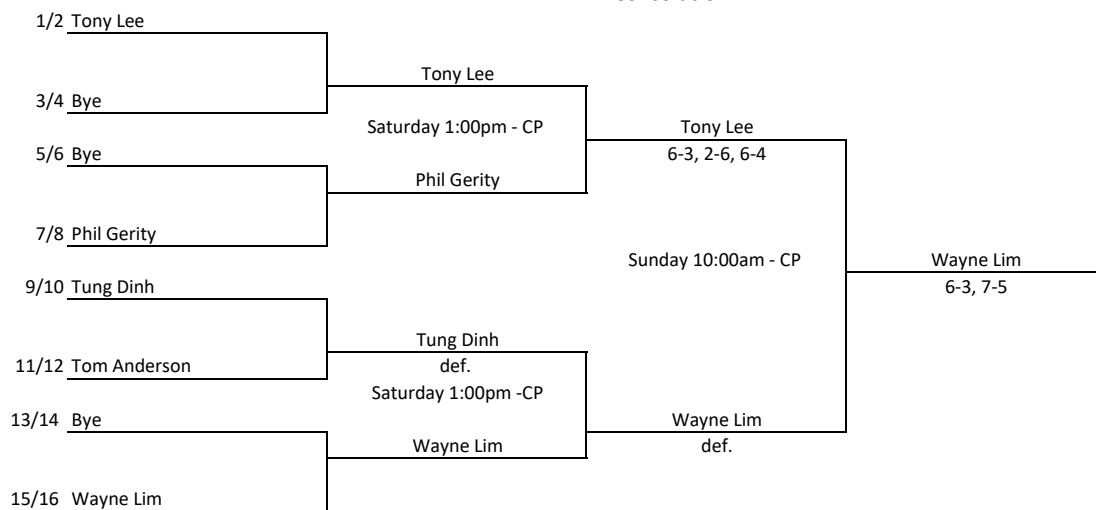 1/2 Tony Lee
Tony Lee
3/4 Bye
Saturday 1:00pm - CP
Tony Lee
5/6 Bye
6-3, 2-6, 6-4
Phil Gerity
7/8 Phil Gerity
Sunday 10:00am - CP
Wayne Lim
9/10 Tung Dinh
6-3, 7-5
Tung Dinh
11/12 Tom Anderson
def.
Saturday 1:00pm -CP
13/14 Bye
Wayne Lim
Wayne Lim
def.
15/16 Wayne Lim